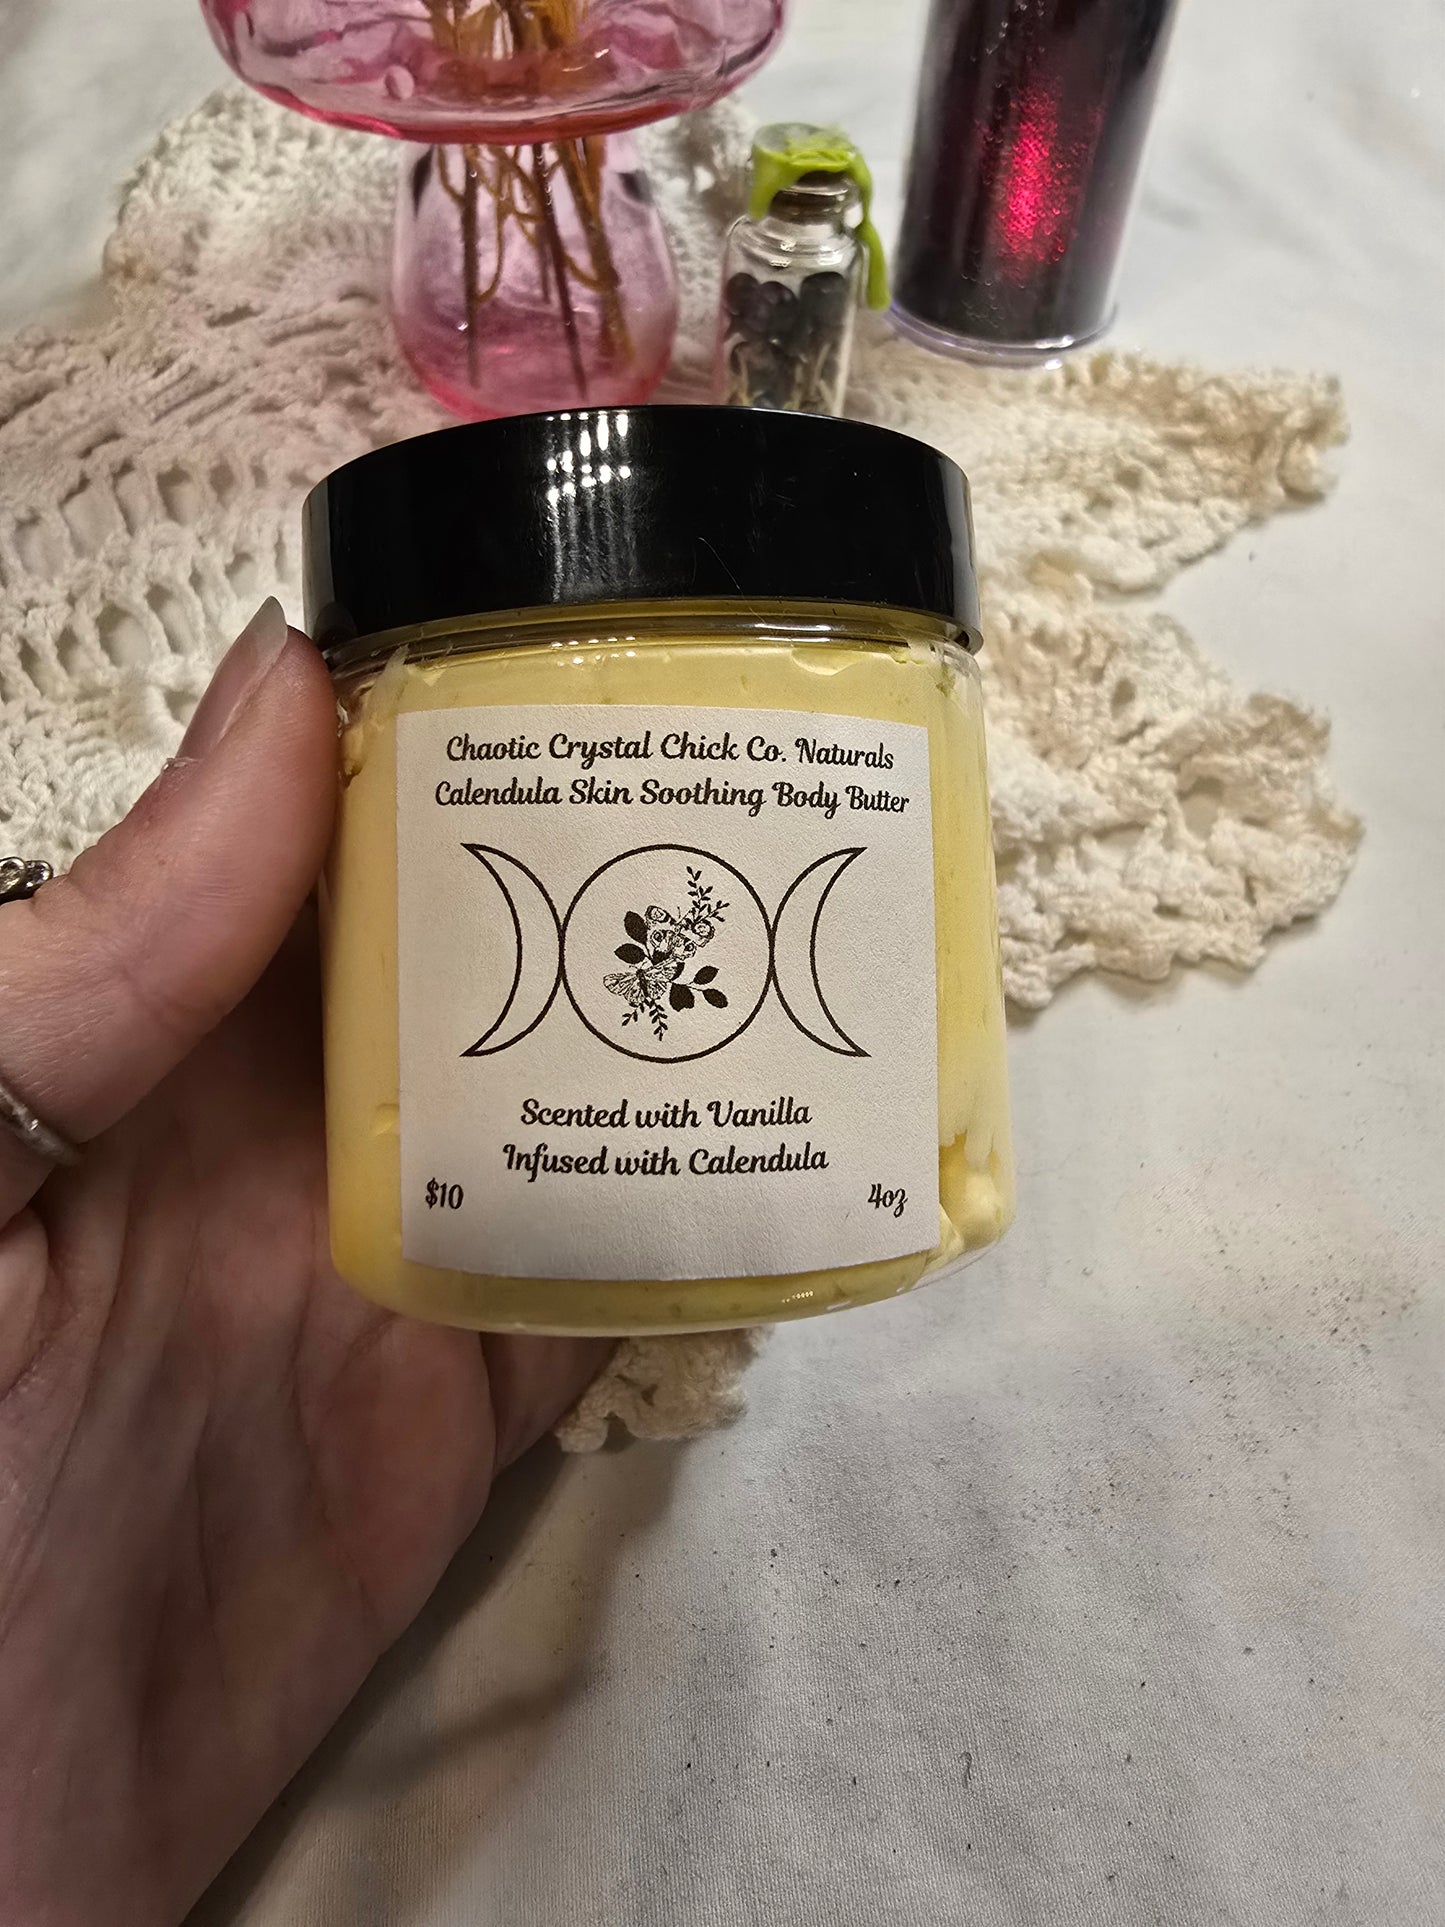 Chaotic Crystal Chick Co. Naturals
Calendula Skin Soothing Body Butter
Scented with Vanilla
Infused with Calendula
$10 4oz